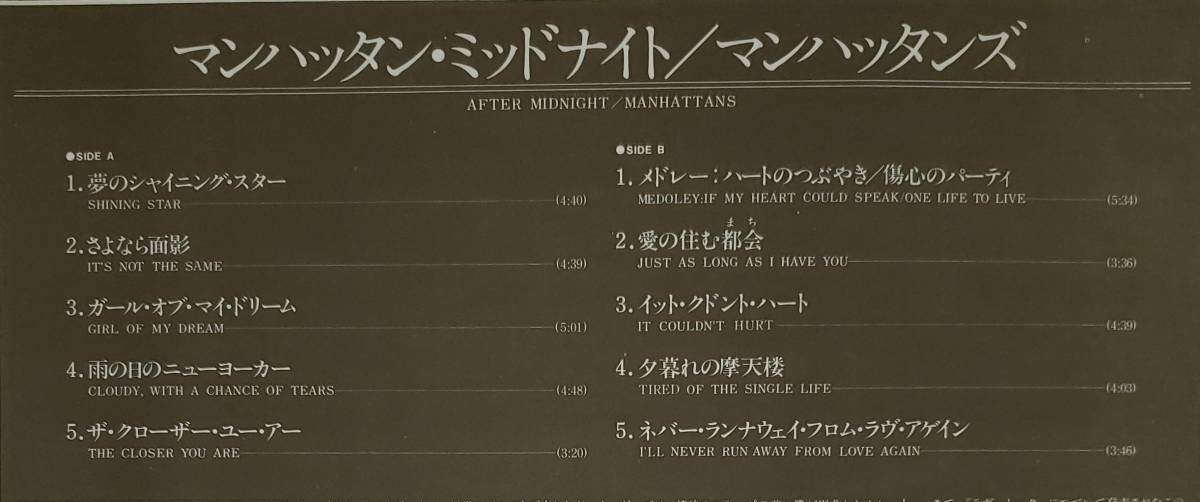 マンハッタン・ミッドナイト/マンハッタンズ
AFTER MIDNIGHT/MANHATTANS
●SIDE A
1.夢のシャイニング・スター
SHINING STAR (4:40)
2.さよなら面影
IT'S NOT THE SAME (4:39)
3.ガール・オブ・マイ・ドリーム
GIRL OF MY DREAM (5:01)
4.雨の日のニューヨーカー
CLOUDY, WITH A CHANCE OF TEARS (4:48)
5.ザ・クローザー・ユー・アー
THE CLOSER YOU ARE (3:20)
●SIDE B
1.メドレー:ハートのつぶやき/傷心のパーティ
MEDOLEY:IF MY HEART COULD SPEAK/ONE LIFE TO LIVE (5:34)
まち
2.愛の住む都会
JUST AS LONG AS I HAVE YOU (3:36)
3.イット・クドント・ハート
IT COULDN'T HURT (4:39)
4.夕暮れの摩天楼
TIRED OF THE SINGLE LIFE (4:03)
5.ネバー・ランナウェイ・フロム・ラヴ・アゲイン
I'LL NEVER RUN AWAY FROM LOVE AGAIN (3:46)